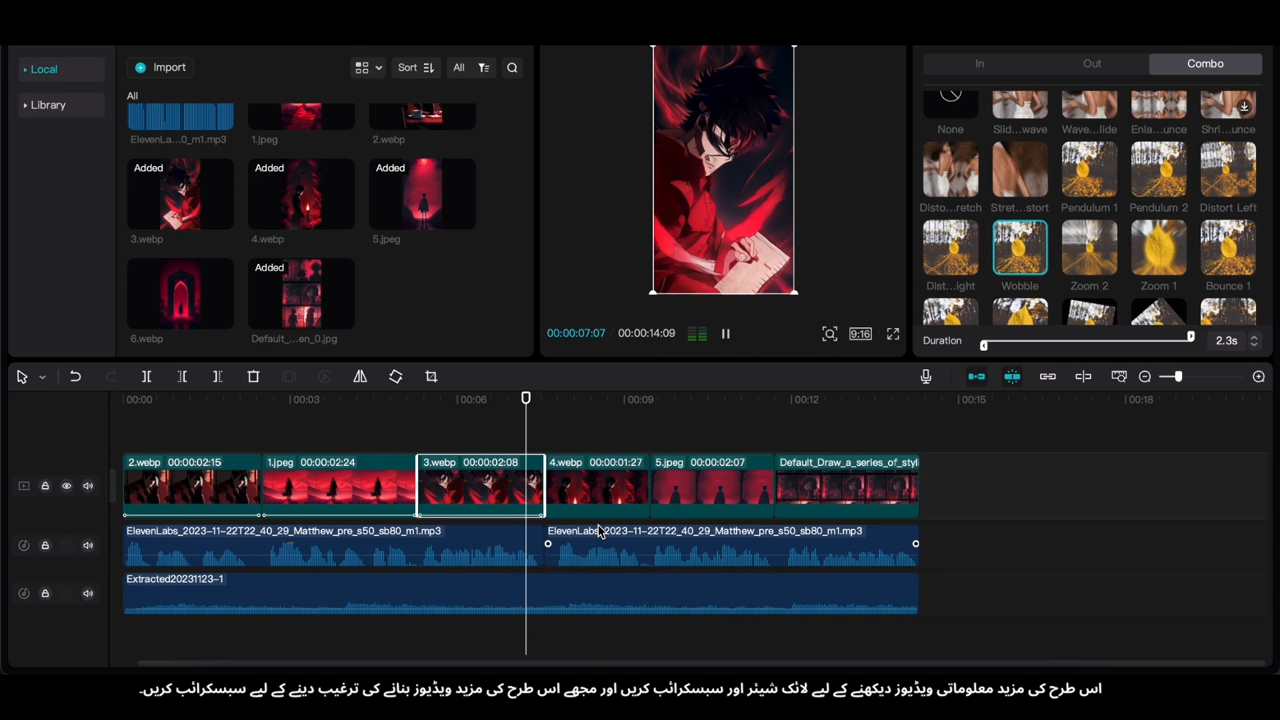 Local
Library
Import
Sort
All
All
ElevenLa...0_m1.mp3
1.jpeg
2.webp
Added
Added
Added
3.webp
4.webp
5.jpeg
Added
6.webp
Default_...en_0.jpg
00:00:07:07
00:00:14:09
9:16
In
Out
Combo
None
Slid...wave
Wave...lide
Enla...unce
Shri...unce
Disto...retch
Stret...stort
Pendulum 1
Pendulum 2
Distort Left
Dist...ight
Wobble
Zoom 2
Zoom 1
Bounce 1
Duration
2.3s
00:00
00:03
00:06
00:09
00:12
00:15
00:18
2.webp 00:00:02:15
1.jpeg 00:00:02:24
3.webp 00:00:02:08
4.webp 00:00:01:27
5.jpeg 00:00:02:07
Default_Draw_a_series_of_styli
ElevenLabs_2023-11-22T22_40_29_Matthew_pre_s50_sb80_m1.mp3
ElevenLabs_2023-11-22T22_40_29_Matthew_pre_s50_sb80_m1.mp3
Extracted20231123-1
اس طرح کی مزید معلوماتی ویڈیوز دیکھنے کے لیے لائک شیئر اور سبسکرائب کریں اور مجھے اس طرح کی مزید ویڈیوز بنانے کی ترغیب دینے کے لیے سبسکرائب کریں۔